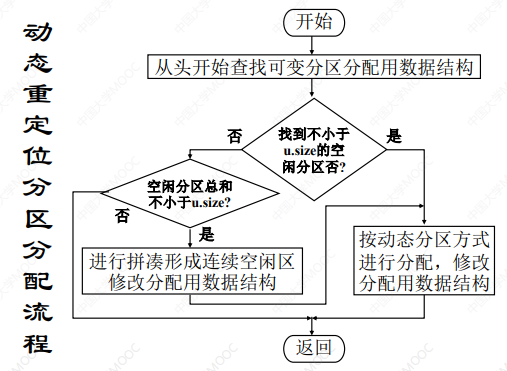 动态重定位分区分配流程
开始
从头开始查找可变分区分配用数据结构
找到不小于
u.size的空
闲分区否?
否
是
空闲分区总和
不小于u.size?
否
是
进行拼凑形成连续空闲区
修改分配用数据结构
按动态分区方式
进行分配，修改
分配用数据结构
返回